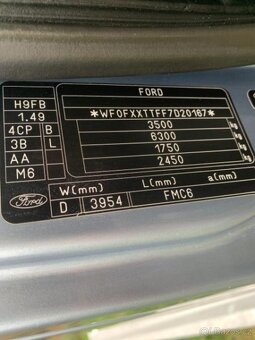 FORD
*WF0FXXTTFF7D20167*
H9FB
1.49
4CP B
3B L
AA
M6
3500 kg
6300 kg
1750 kg
2450 kg
W(mm) L(mm) a(mm)
D 3954 FMC6
Ford